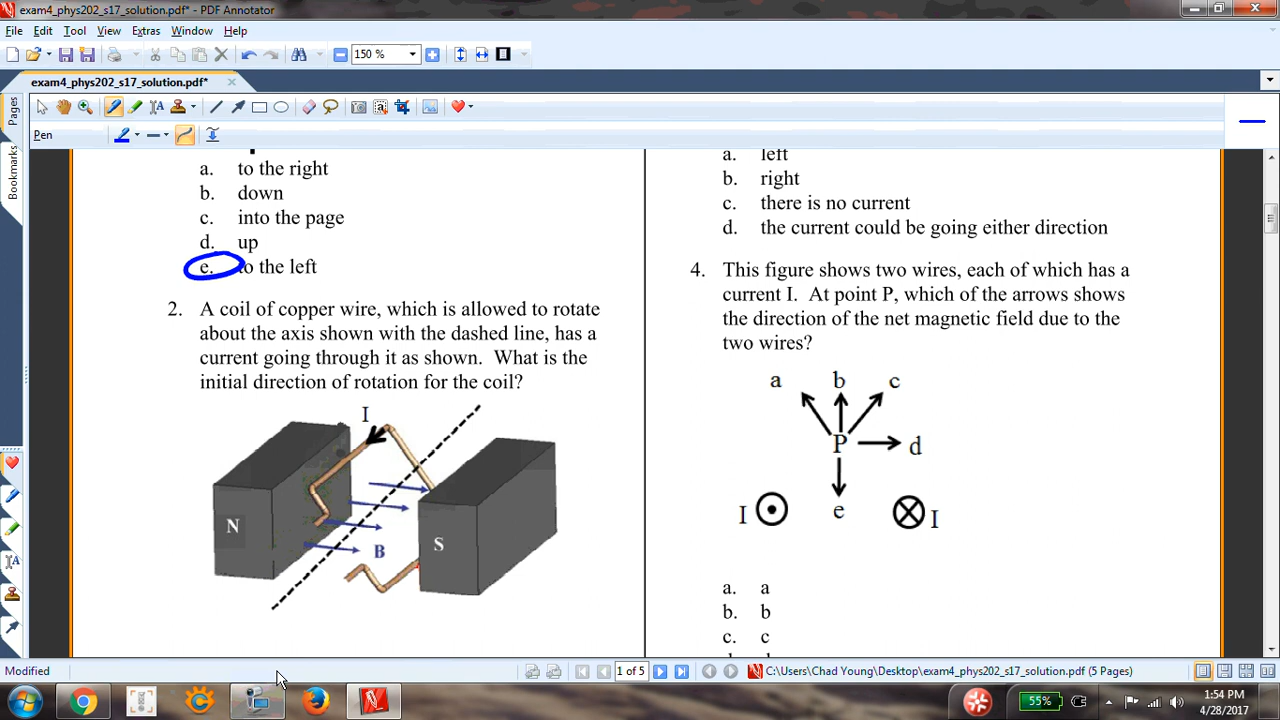 exam4_phys202_s17_solution.pdf* - PDF Annotator
File Edit Tool View Extras Window Help
150 %
exam4_phys202_s17_solution.pdf*
Pen
Pages
Bookmarks
a. to the right
b. down
c. into the page
d. up
e. to the left
2. A coil of copper wire, which is allowed to rotate
about the axis shown with the dashed line, has a
current going through it as shown. What is the
initial direction of rotation for the coil?
I
N
B
S
a. left
b. right
c. there is no current
d. the current could be going either direction
4. This figure shows two wires, each of which has a
current I. At point P, which of the arrows shows
the direction of the net magnetic field due to the
two wires?
a b c
P d
I e I
a. a
b. b
c. c
Modified
1 of 5
C:\Users\Chad Young\Desktop\exam4_phys202_s17_solution.pdf (5 Pages)
55%
1:54 PM
4/28/2017